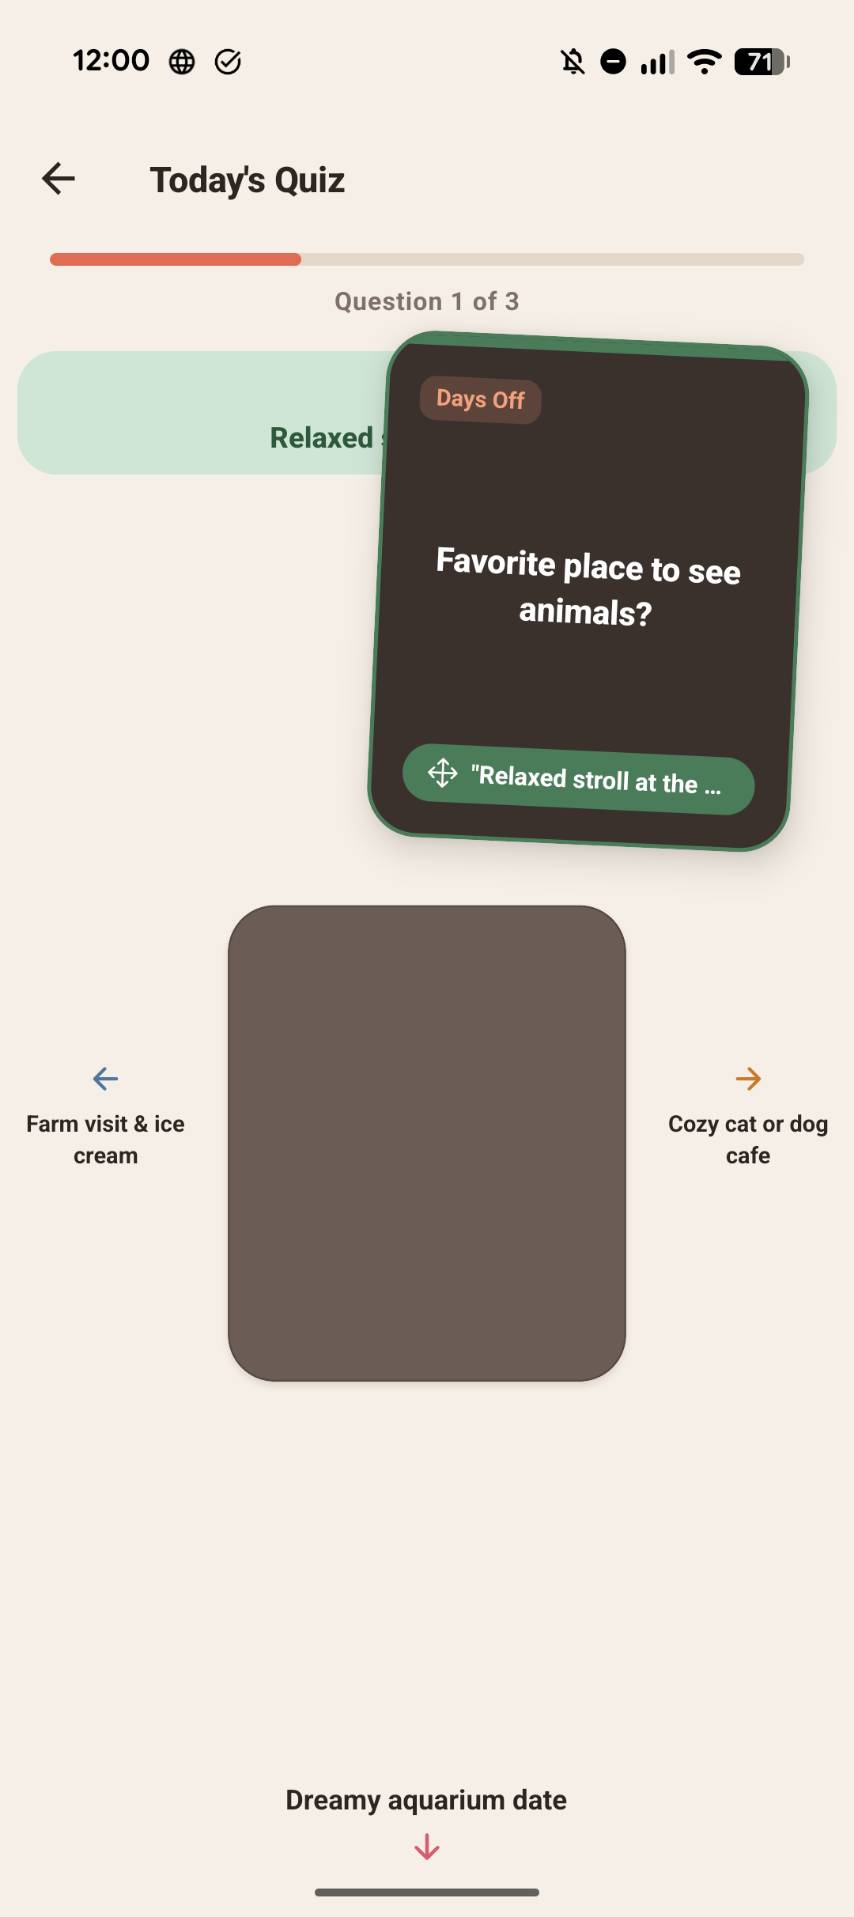 12:00
71
Today's Quiz
Question 1 of 3
Relaxed
Days Off
Favorite place to see
animals?
"Relaxed stroll at the ...
Farm visit & ice
cream
Cozy cat or dog
cafe
Dreamy aquarium date